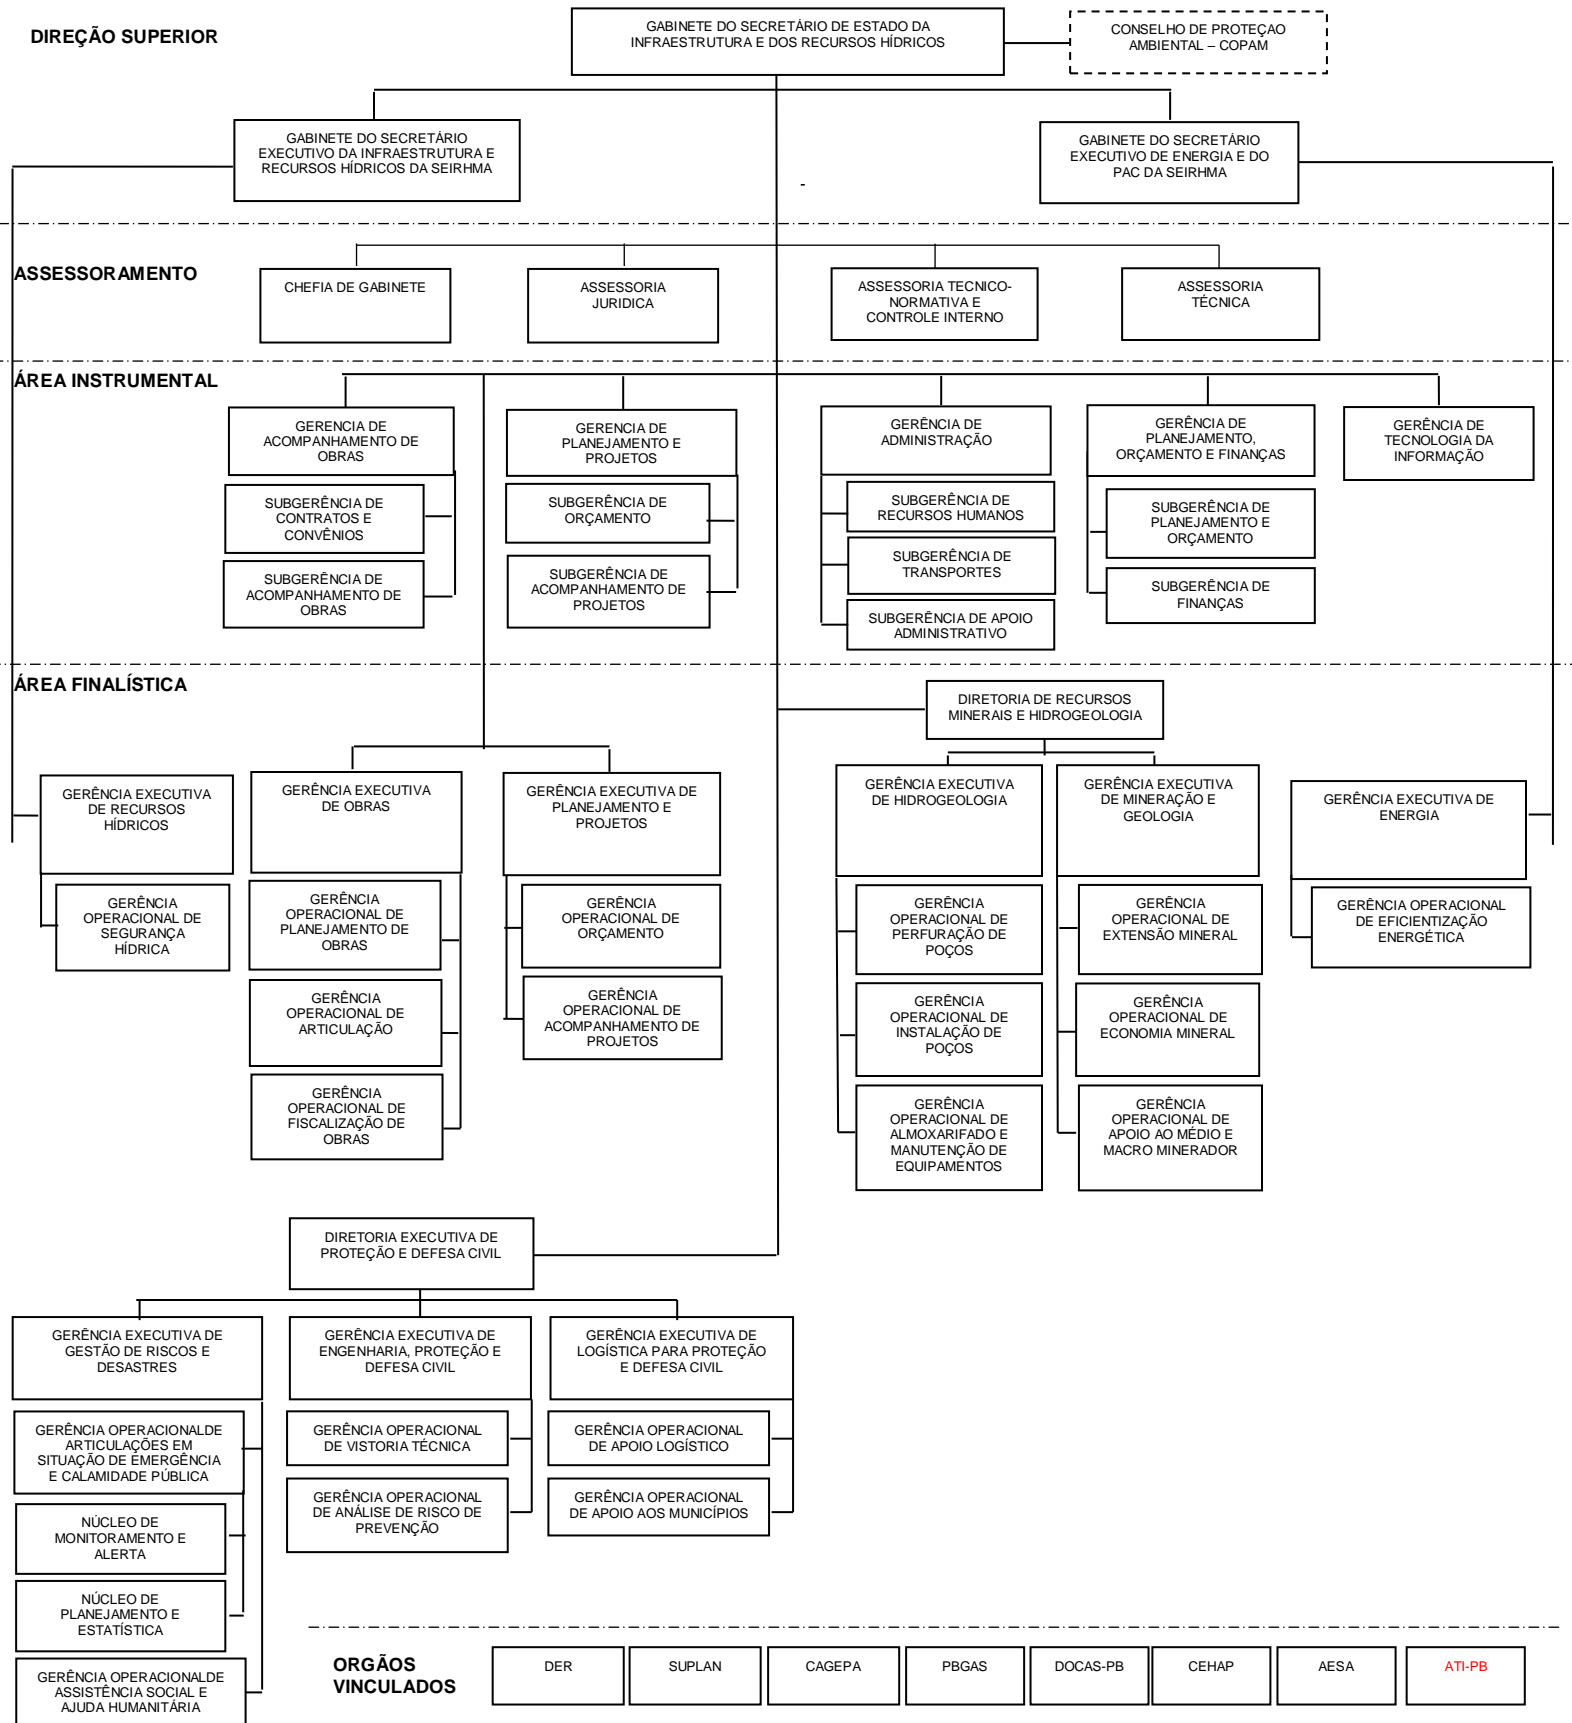 DIREÇÃO SUPERIOR
GABINETE DO SECRETÁRIO DE ESTADO DA
INFRAESTRUTURA E DOS RECURSOS HÍDRICOS
CONSELHO DE PROTEÇAO
AMBIENTAL – COPAM
GABINETE DO SECRETÁRIO
EXECUTIVO DA INFRAESTRUTURA E
RECURSOS HÍDRICOS DA SEIRHMA
GABINETE DO SECRETÁRIO
EXECUTIVO DE ENERGIA E DO
PAC DA SEIRHMA
-
ASSESSORAMENTO
CHEFIA DE GABINETE
ASSESSORIA
JURIDICA
ASSESSORIA TECNICO-
NORMATIVA E
CONTROLE INTERNO
ASSESSORIA
TÉCNICA
ÁREA INSTRUMENTAL
GERENCIA DE
ACOMPANHAMENTO DE
OBRAS
SUBGERÊNCIA DE
CONTRATOS E
CONVÊNIOS
SUBGERÊNCIA DE
ACOMPANHAMENTO DE
OBRAS
GERENCIA DE
PLANEJAMENTO E
PROJETOS
SUBGERÊNCIA DE
ORÇAMENTO
SUBGERÊNCIA DE
ACOMPANHAMENTO DE
PROJETOS
GERÊNCIA DE
ADMINISTRAÇÃO
SUBGERÊNCIA DE
RECURSOS HUMANOS
SUBGERÊNCIA DE
TRANSPORTES
SUBGERÊNCIA DE APOIO
ADMINISTRATIVO
GERÊNCIA DE
PLANEJAMENTO,
ORÇAMENTO E FINANÇAS
SUBGERÊNCIA DE
PLANEJAMENTO E
ORÇAMENTO
SUBGERÊNCIA DE
FINANÇAS
GERÊNCIA DE
TECNOLOGIA DA
INFORMAÇÃO
ÁREA FINALÍSTICA
DIRETORIA DE RECURSOS
MINERAIS E HIDROGEOLOGIA
GERÊNCIA EXECUTIVA
DE RECURSOS
HÍDRICOS
GERÊNCIA
OPERACIONAL DE
SEGURANÇA
HÍDRICA
GERÊNCIA EXECUTIVA
DE OBRAS
GERÊNCIA
OPERACIONAL DE
PLANEJAMENTO DE
OBRAS
GERÊNCIA
OPERACIONAL DE
ARTICULAÇÃO
GERÊNCIA
OPERACIONAL DE
FISCALIZAÇÃO DE
OBRAS
GERÊNCIA EXECUTIVA DE
PLANEJAMENTO E
PROJETOS
GERÊNCIA
OPERACIONAL DE
ORÇAMENTO
GERÊNCIA
OPERACIONAL DE
ACOMPANHAMENTO DE
PROJETOS
GERÊNCIA EXECUTIVA
DE HIDROGEOLOGIA
GERÊNCIA
OPERACIONAL DE
PERFURAÇÃO DE
POÇOS
GERÊNCIA
OPERACIONAL DE
INSTALAÇÃO DE
POÇOS
GERÊNCIA
OPERACIONAL DE
ALMOXARIFADO E
MANUTENÇÃO DE
EQUIPAMENTOS
GERÊNCIA EXECUTIVA
DE MINERAÇÃO E
GEOLOGIA
GERÊNCIA
OPERACIONAL DE
EXTENSÃO MINERAL
GERÊNCIA
OPERACIONAL DE
ECONOMIA MINERAL
GERÊNCIA
OPERACIONAL DE
APOIO AO MÉDIO E
MACRO MINERADOR
GERÊNCIA EXECUTIVA DE
ENERGIA
GERÊNCIA OPERACIONAL
DE EFICIENTIZAÇÃO
ENERGÉTICA
DIRETORIA EXECUTIVA DE
PROTEÇÃO E DEFESA CIVIL
GERÊNCIA EXECUTIVA DE
GESTÃO DE RISCOS E
DESASTRES
GERÊNCIA OPERACIONALDE
ARTICULAÇÕES EM
SITUAÇÃO DE EMERGÊNCIA
E CALAMIDADE PÚBLICA
NÚCLEO DE
MONITORAMENTO E
ALERTA
NÚCLEO DE
PLANEJAMENTO E
ESTATÍSTICA
GERÊNCIA OPERACIONALDE
ASSISTÊNCIA SOCIAL E
AJUDA HUMANITÁRIA
GERÊNCIA EXECUTIVA DE
ENGENHARIA, PROTEÇÃO E
DEFESA CIVIL
GERÊNCIA OPERACIONAL
DE VISTORIA TÉCNICA
GERÊNCIA OPERACIONAL
DE ANÁLISE DE RISCO DE
PREVENÇÃO
GERÊNCIA EXECUTIVA DE
LOGÍSTICA PARA PROTEÇÃO
E DEFESA CIVIL
GERÊNCIA OPERACIONAL
DE APOIO LOGÍSTICO
GERÊNCIA OPERACIONAL
DE APOIO AOS MUNICÍPIOS
ORGÃOS
VINCULADOS
DER
SUPLAN
CAGEPA
PBGAS
DOCAS-PB
CEHAP
AESA
ATI-PB